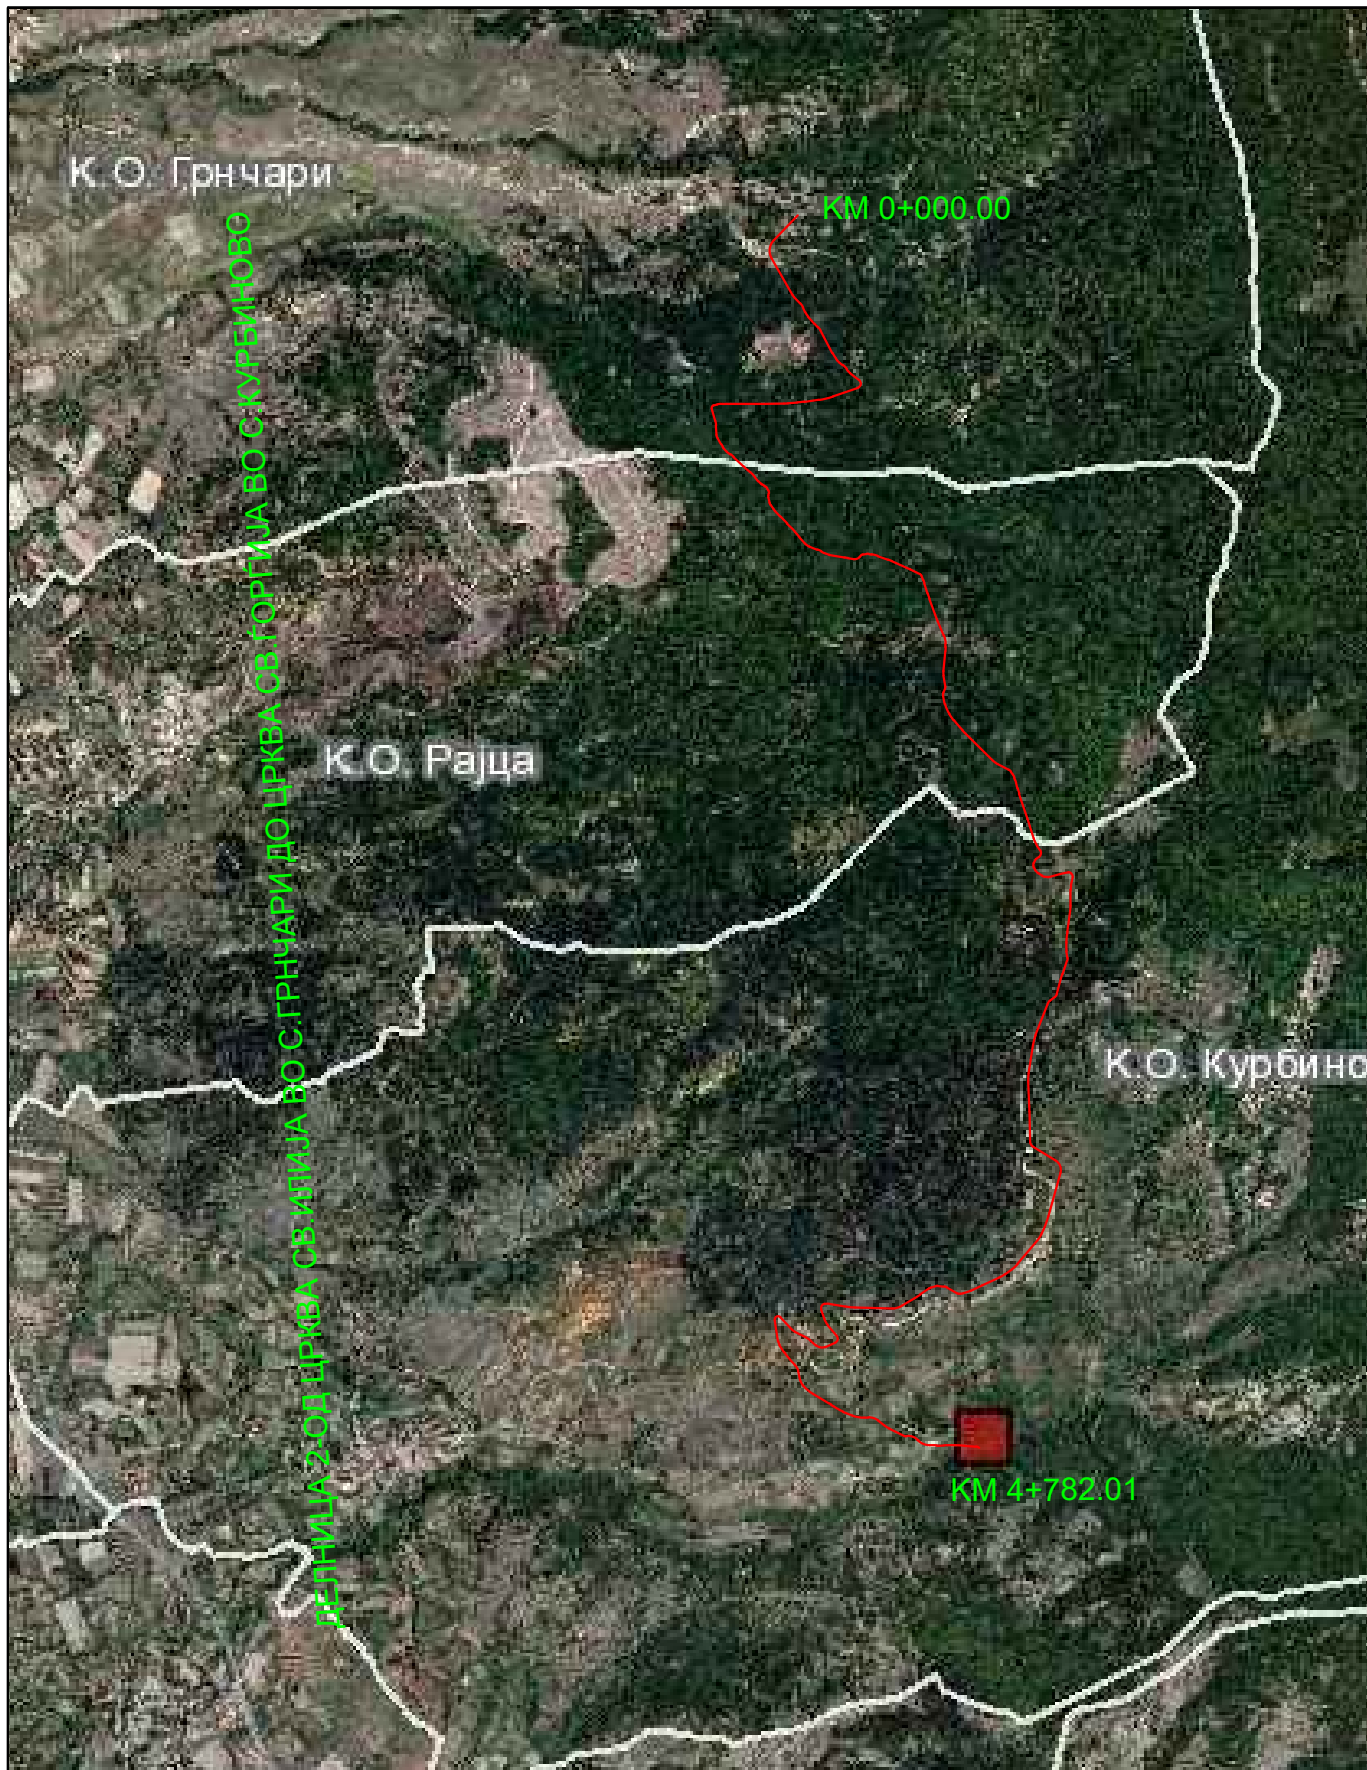 К.О. Грнчари
KM 0+000.00
ДЕЛНИЦА 2-ОД ЦРКВА СВ.ИЛИЈА ВО С.ГРНЧАРИ ДО ЦРКВА СВ.ЃОРЃИЈА ВО С.КУРБИНОВО
К.О. Рајца
К.О. Курбино
KM 4+782.01